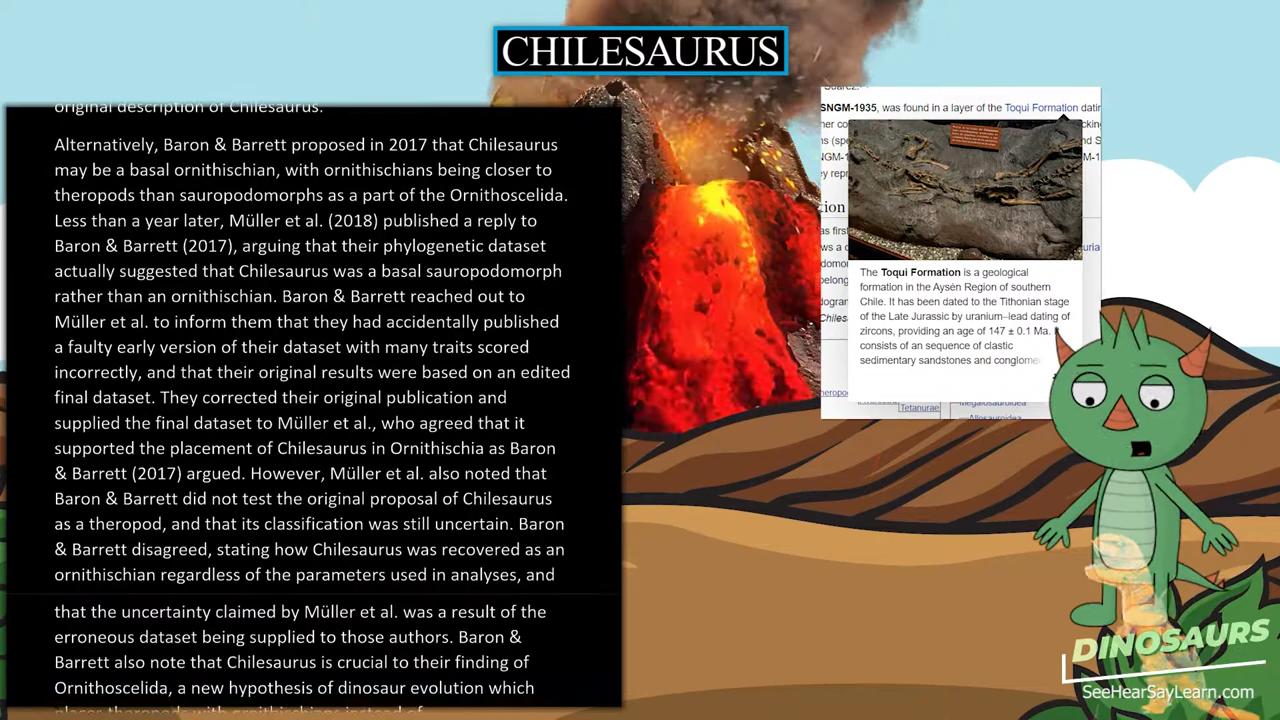 CHILESAURUS
original description of Chilesaurus.
Alternatively, Baron & Barrett proposed in 2017 that Chilesaurus
may be a basal ornithischian, with ornithischians being closer to
theropods than sauropodomorphs as a part of the Ornithoscelida.
Less than a year later, Müller et al. (2018) published a reply to
Baron & Barrett (2017), arguing that their phylogenetic dataset
actually suggested that Chilesaurus was a basal sauropodomorph
rather than an ornithischian. Baron & Barrett reached out to
Müller et al. to inform them that they had accidentally published
a faulty early version of their dataset with many traits scored
incorrectly, and that their original results were based on an edited
final dataset. They corrected their original publication and
supplied the final dataset to Müller et al., who agreed that it
supported the placement of Chilesaurus in Ornithischia as Baron
& Barrett (2017) argued. However, Müller et al. also noted that
Baron & Barrett did not test the original proposal of Chilesaurus
as a theropod, and that its classification was still uncertain. Baron
& Barrett disagreed, stating how Chilesaurus was recovered as an
ornithischian regardless of the parameters used in analyses, and
that the uncertainty claimed by Müller et al. was a result of the
erroneous dataset being supplied to those authors. Baron &
Barrett also note that Chilesaurus is crucial to their finding of
Ornithoscelida, a new hypothesis of dinosaur evolution which
places theropods with ornithischians instead of
Suárez.
SNGM-1935, was found in a layer of the Toqui Formation
The Toqui Formation is a geological
formation in the Aysén Region of southern
Chile. It has been dated to the Tithonian stage
of the Late Jurassic by uranium–lead dating of
zircons, providing an age of 147 ± 0.1 Ma. It
consists of an sequence of clastic
sedimentary sandstones and
Tetanurae
Megalosauroidea
Allosauroidea
DINOSAURS
SeeHearSayLearn.com